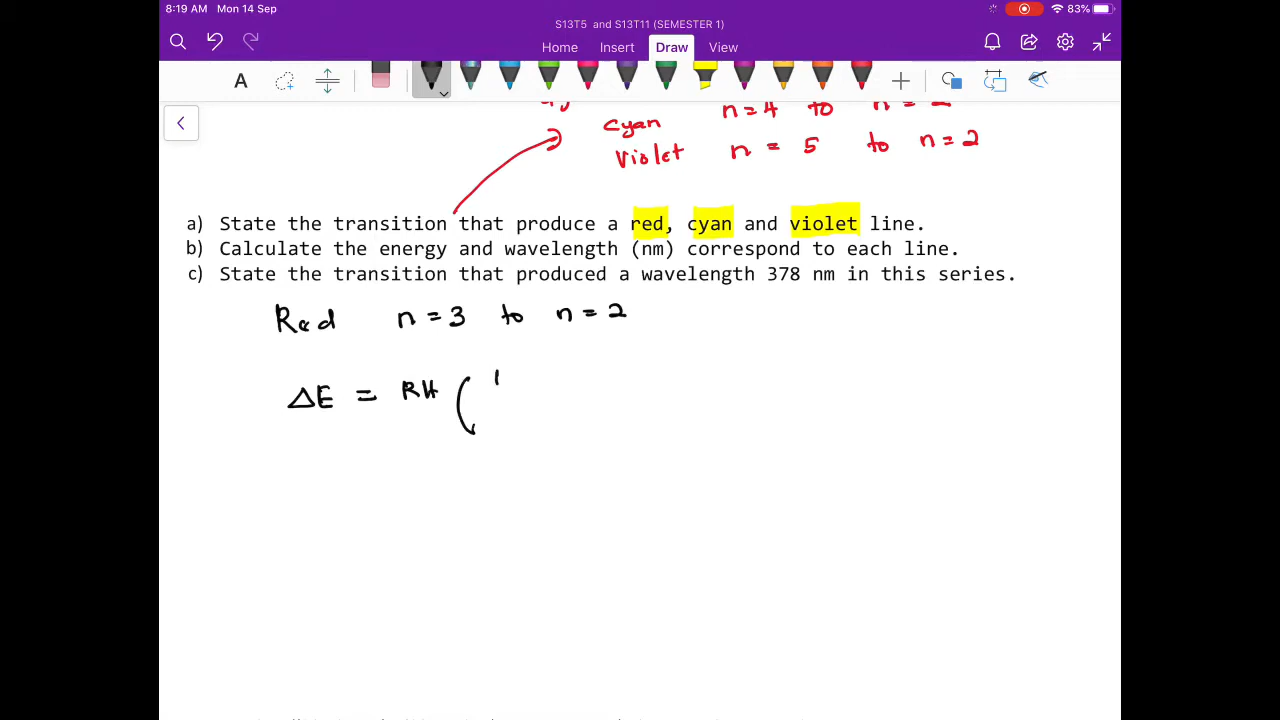 8:19 AM Mon 14 Sep
83%
S13T5 and S13T11 (SEMESTER 1)
Home Insert Draw View
A
n = 4 to n = 2
cyan
violet n = 5 to n = 2
a) State the transition that produce a red, cyan and violet line.
b) Calculate the energy and wavelength (nm) correspond to each line.
c) State the transition that produced a wavelength 378 nm in this series.
Red n = 3 to n = 2
ΔE = RH ( 1